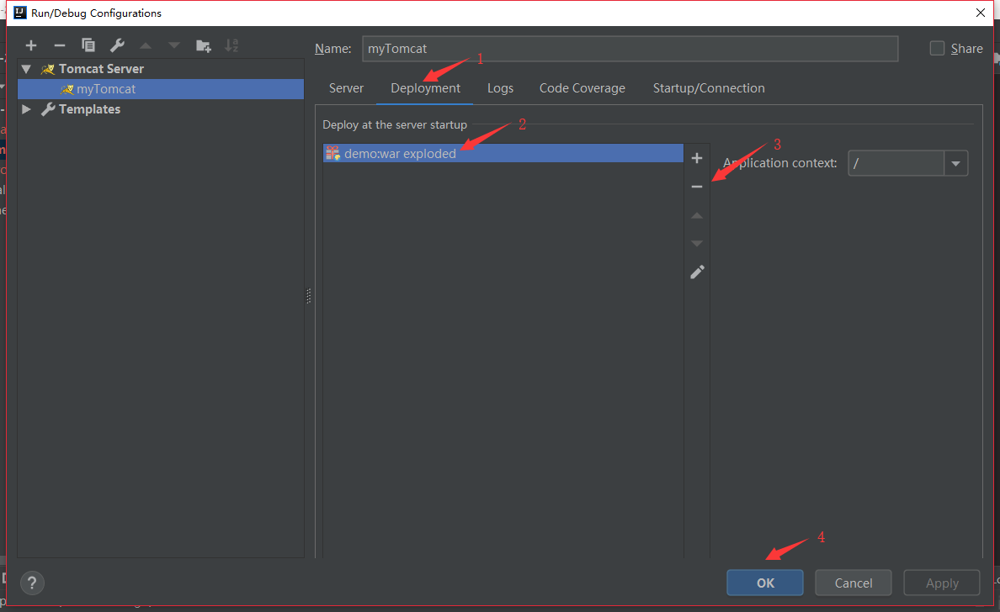 Run/Debug Configurations
Name: myTomcat
Share
Tomcat Server
myTomcat
Templates
1
Server Deployment Logs Code Coverage Startup/Connection
Deploy at the server startup
2
demo:war exploded
3
Application context: /
4
? OK Cancel Apply